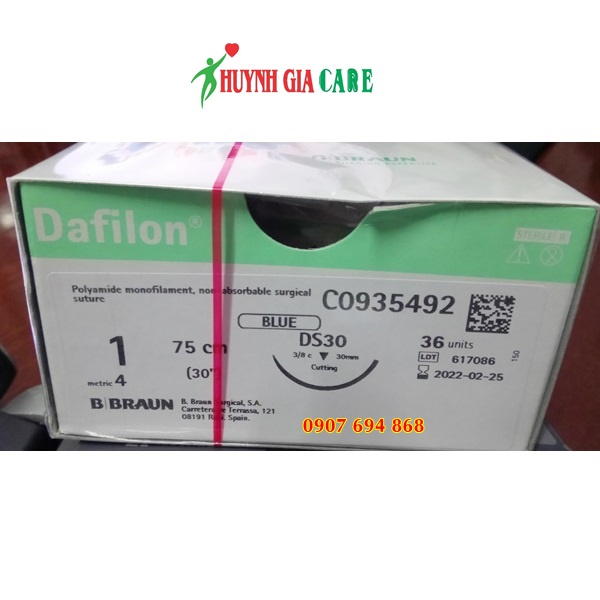 HUYNH GIA CARE
B BRAUN
SHARING EXPERTISE
Dafilon®
STERILE R
Polyamide monofilament, non-absorbable surgical
suture
C0935492
BLUE
1
metric 4
75 cm
(30")
DS30
3/8 c 30mm
Cutting
36 units
LOT 617086
2022-02-25
150
B BRAUN
B. Braun Surgical, S.A.
Carretera de Terrassa, 121
08191 Rubí. Spain.
0907 694 868